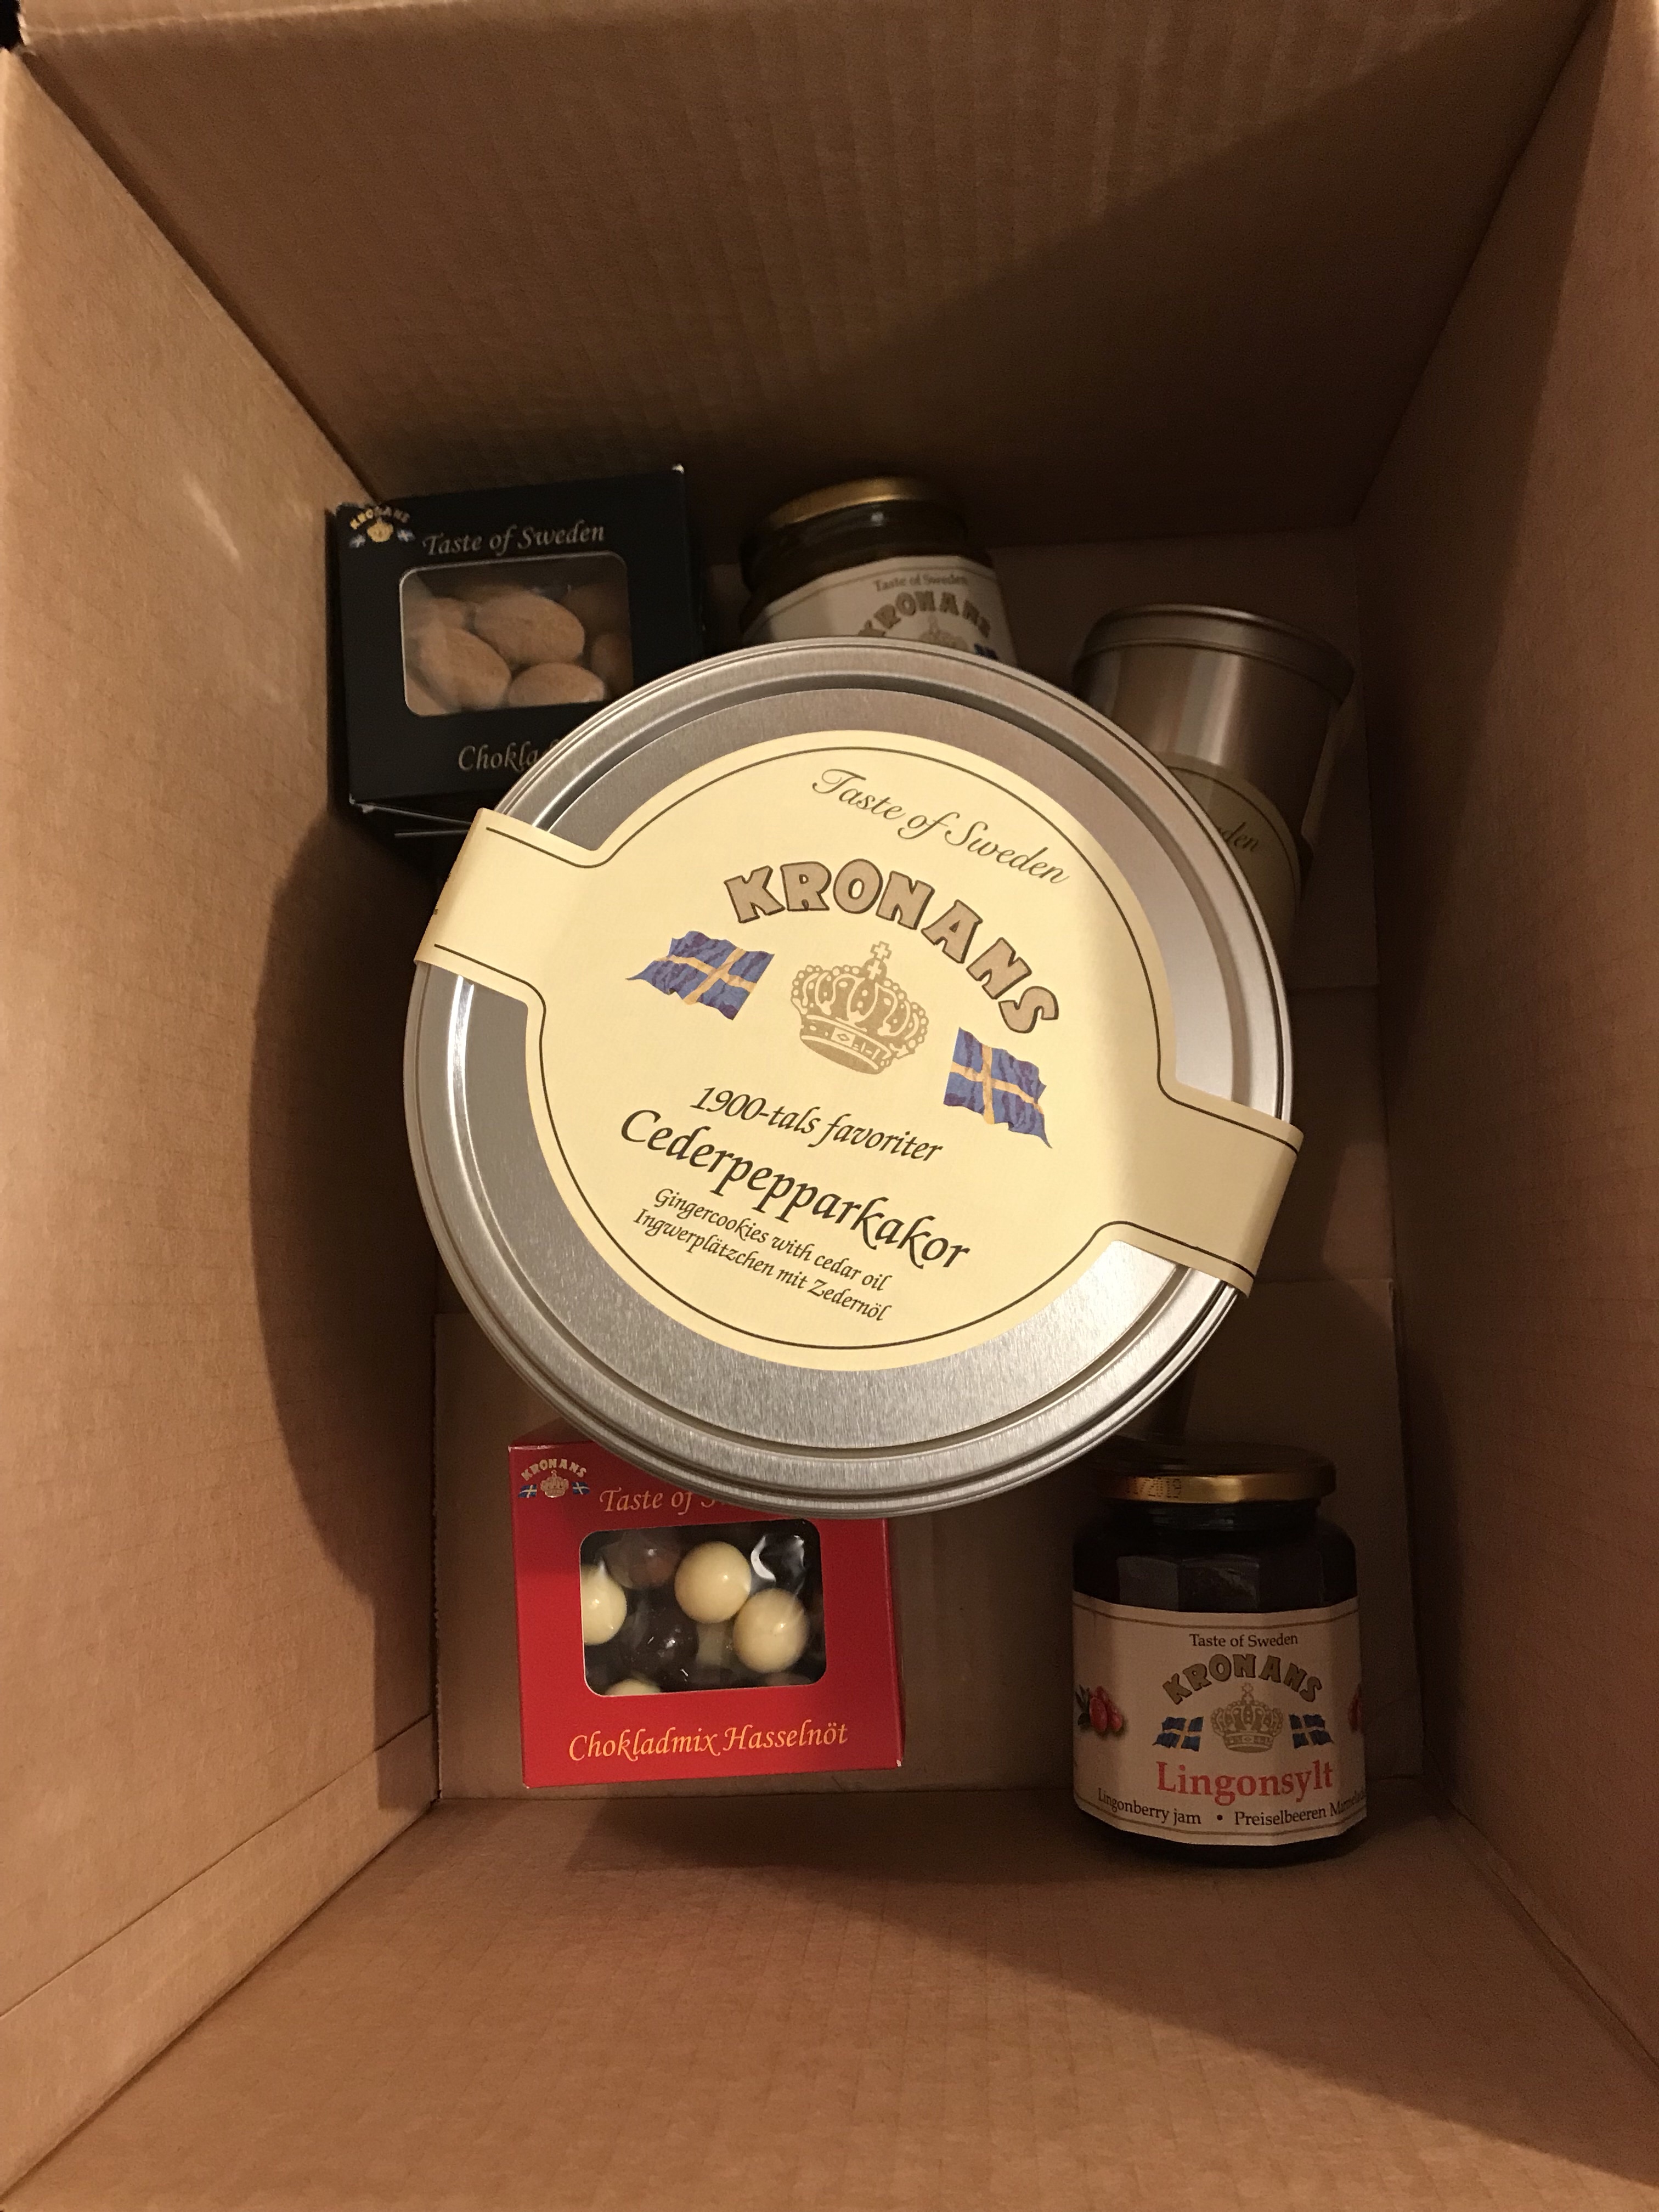 KRONANS
Taste of Sweden
Taste of Sweden
KRONANS
Taste of Sweden
KRONANS
1900-tals favoriter
Cederpepparkakor
Gingercookies with cedar oil
Ingwerplätzchen mit Zedernöl
KRONANS
Taste of
Chokladmix Hasselnöt
Taste of Sweden
KRONANS
Lingonsylt
Lingonberry jam • Preiselbeeren